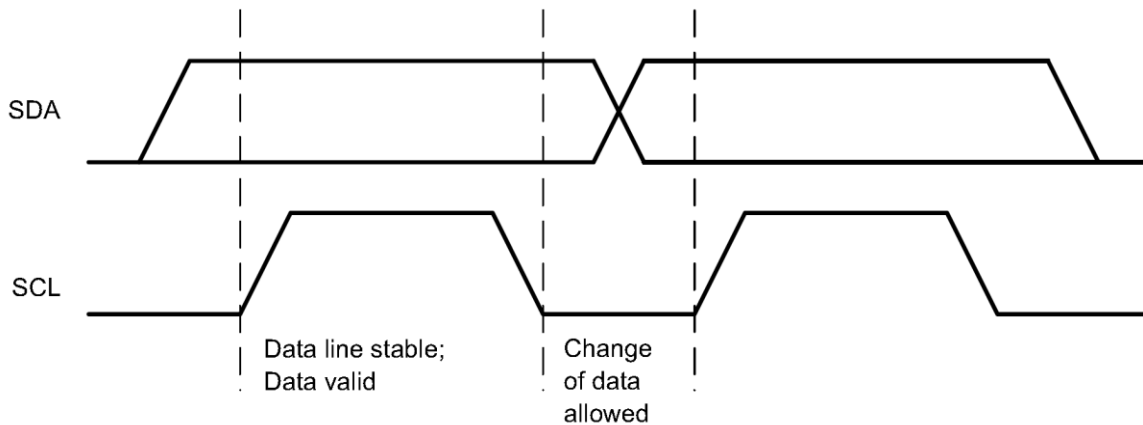 SDA
SCL
Data line stable;
Data valid
Change
of data
allowed